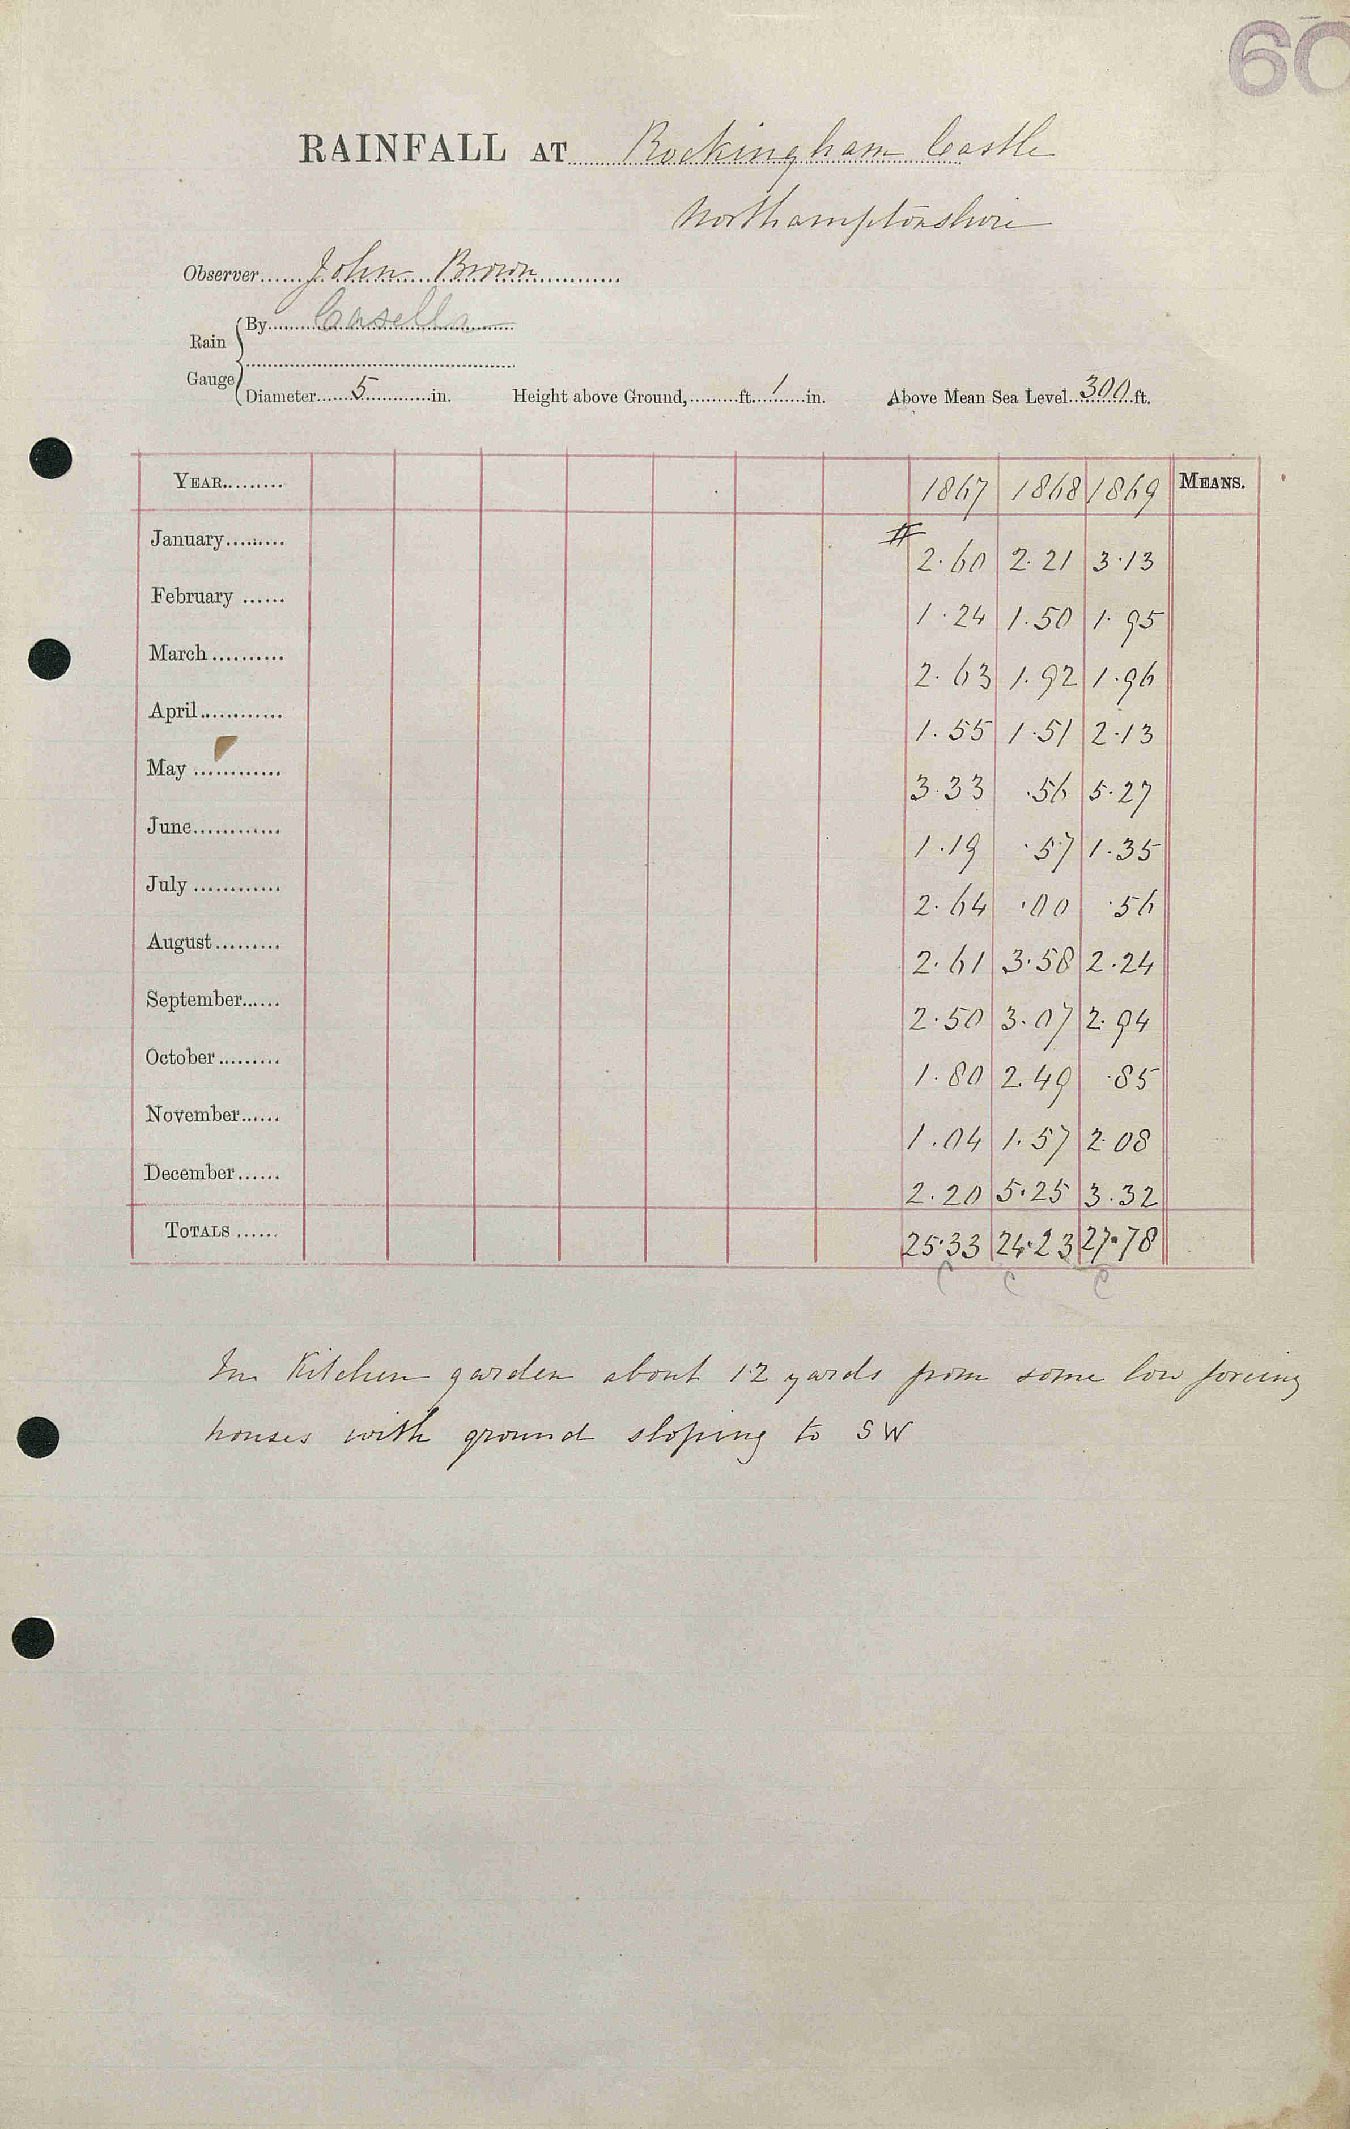 60
RAINFALL AT Rockingham Castle
Northamptonshire
Observer...... John Brown
Rain Gauge { By Casella
Diameter 5 in. Height above Ground, ft. 1 in. Above Mean Sea Level 300 ft.
YEAR......... 1867 1868 1869 MEANS.
January......... # 2.60 2.21 3.13
February ...... 1.24 1.50 1.95
March.......... 2.63 1.92 1.96
April............ 1.55 1.51 2.13
May ............ 3.33 .56 5.27
June............ 1.19 .57 1.35
July ............ 2.64 .00 .56
August......... 2.61 3.58 2.24
September...... 2.50 3.07 2.94
October......... 1.80 2.49 .85
November...... 1.04 1.57 2.08
December...... 2.20 5.25 3.32
TOTALS ...... 25.33 24.23 27.78
C C C
In Kitchen garden about 12 yards from some low forcing
houses with ground sloping to SW